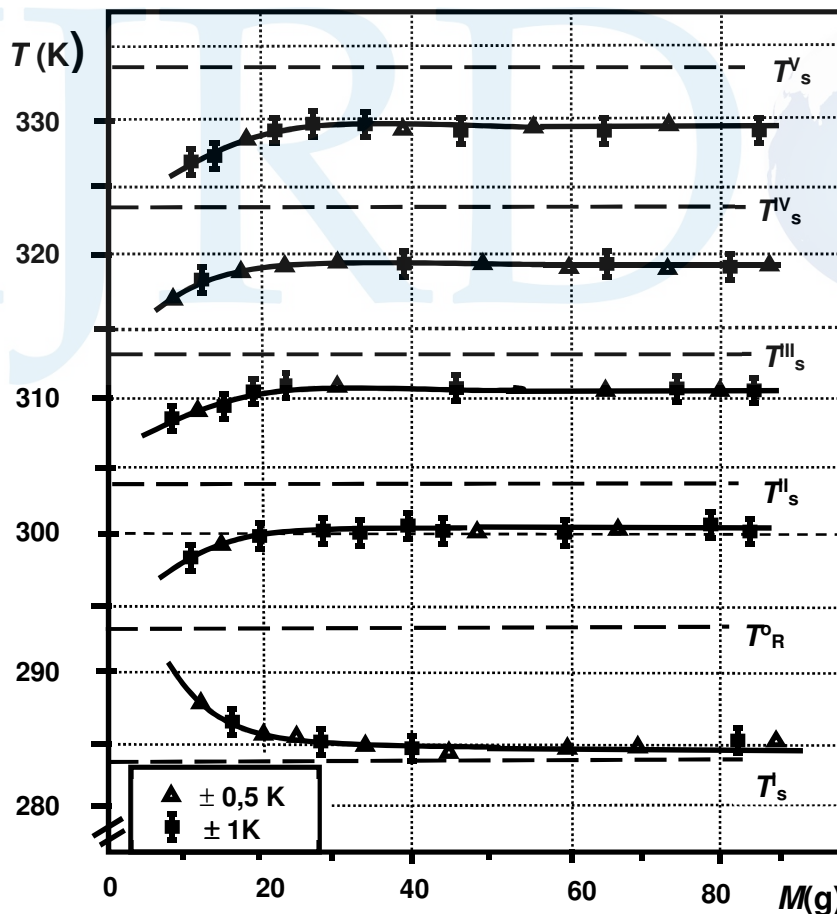 JRD
T (K)
T^V_s
330
T^IV_s
320
T^III_s
310
T^II_s
300
T^o_R
290
T^I_s
280
± 0,5 K
± 1K
0 20 40 60 80 M(g)